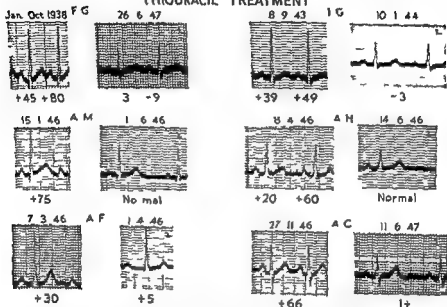 THIOURACIL TREATMENT
Jan Oct 1938 F G 26 6 47 8 9 43 I G 10 1 44
+45 +80 3 -9 +39 +49 -3
15 1 46 A M 1 6 46 18 4 46 A H 14 6 46
+75 No mal +20 +60 Normal
7 3 46 A F 1 4 46 27 11 46 A C 11 6 47
+30 +5 +66 1+